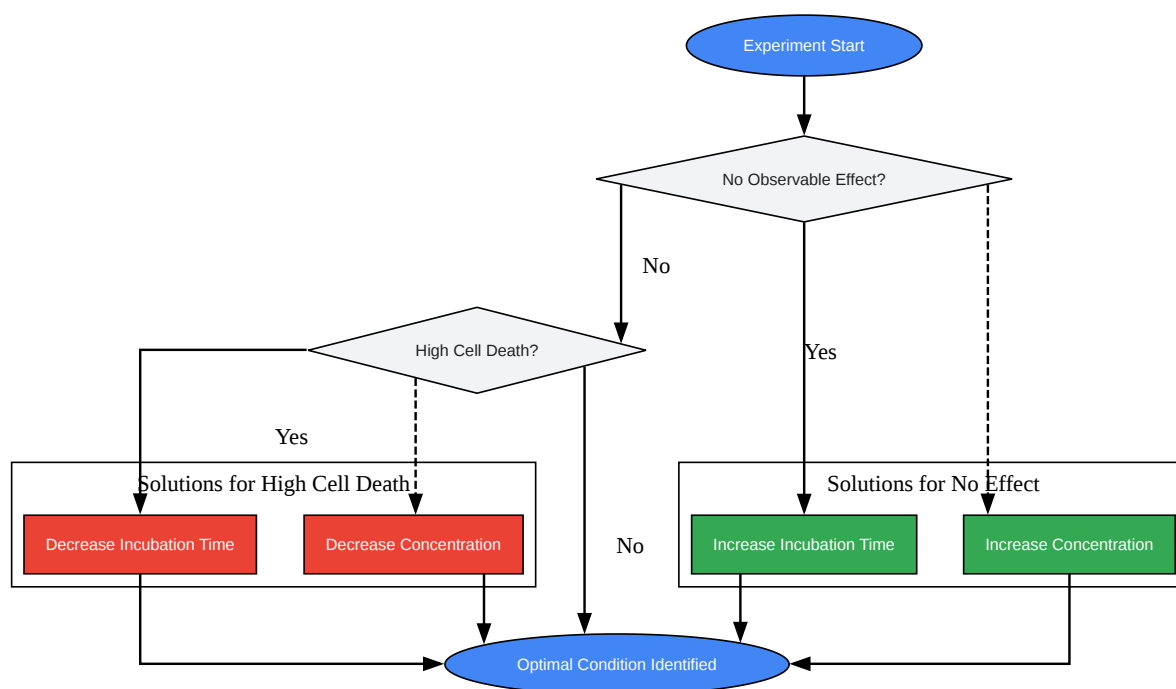 Experiment Start
No Observable Effect?
No
High Cell Death?
Yes
Yes
Solutions for High Cell Death
Solutions for No Effect
Decrease Incubation Time
Decrease Concentration
No
Increase Incubation Time
Increase Concentration
Optimal Condition Identified